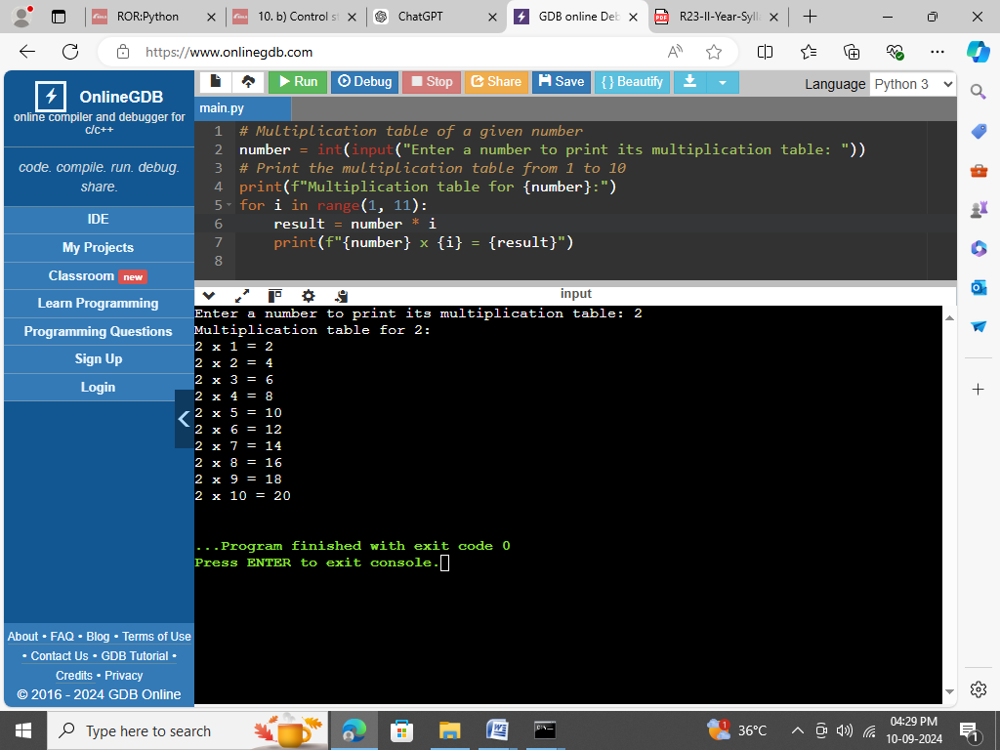 ROR:Python
10. b) Control s
ChatGPT
GDB online Deb
R23-II-Year-Syll
https://www.onlinegdb.com
OnlineGDB
online compiler and debugger for
c/c++
code. compile. run. debug.
share.
IDE
My Projects
Classroom new
Learn Programming
Programming Questions
Sign Up
Login
About • FAQ • Blog • Terms of Use
• Contact Us • GDB Tutorial •
Credits • Privacy
© 2016 - 2024 GDB Online
Run Debug Stop Share Save { } Beautify
Language Python 3
main.py
1 # Multiplication table of a given number
2 number = int(input("Enter a number to print its multiplication table: "))
3 # Print the multiplication table from 1 to 10
4 print(f"Multiplication table for {number}:")
5 for i in range(1, 11):
6 result = number * i
7 print(f"{number} x {i} = {result}")
8
input
Enter a number to print its multiplication table: 2
Multiplication table for 2:
2 x 1 = 2
2 x 2 = 4
2 x 3 = 6
2 x 4 = 8
2 x 5 = 10
2 x 6 = 12
2 x 7 = 14
2 x 8 = 16
2 x 9 = 18
2 x 10 = 20
...Program finished with exit code 0
Press ENTER to exit console.
Type here to search
1
36°C
04:29 PM
10-09-2024
1